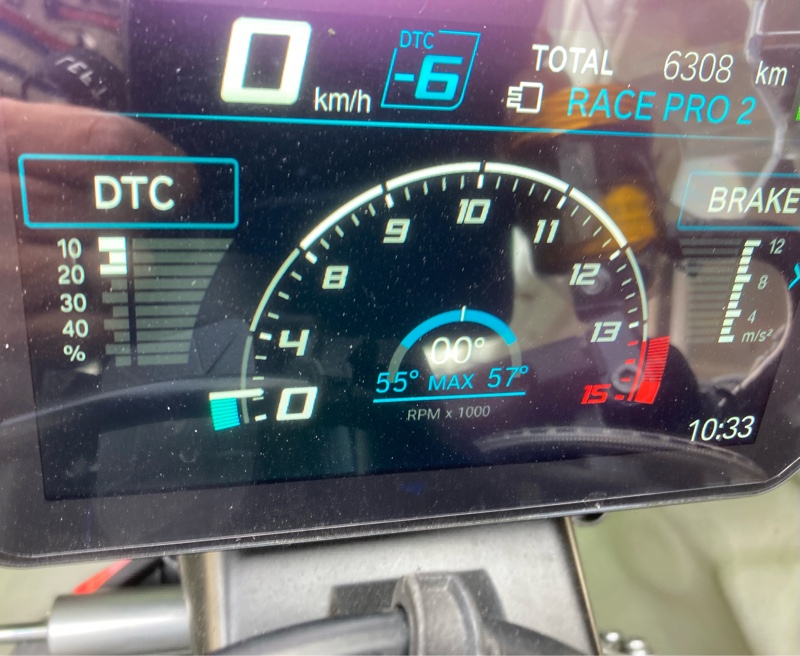 0 km/h
DTC
-6
TOTAL 6308 km
RACE PRO 2
DTC
10
20
30
40
%
0
4
8
9
10
11
12
13
15
00°
55° MAX 57°
RPM x 1000
BRAKE
12
8
4
m/s²
10:33